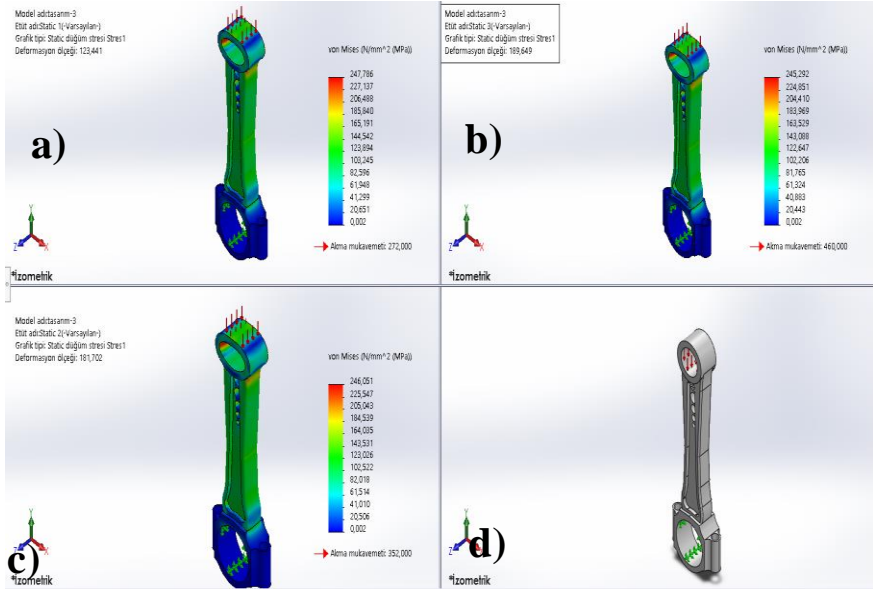 Model adı:tasarım-3
Etüt adı:Static 1(-Varsayılan-)
Grafik tipi: Static düğüm stresi Stres1
Deformasyon ölçeği: 123,441
von Mises (N/mm^2 (MPa))
247,786
227,137
206,488
185,840
165,191
144,542
123,894
103,245
82,596
61,948
41,299
20,651
0,002
Akma mukavemeti: 272,000
a)
Y
Z
X
*İzometrik
Model adı:tasarım-3
Etüt adı:Static 3(-Varsayılan-)
Grafik tipi: Static düğüm stresi Stres1
Deformasyon ölçeği: 189,649
von Mises (N/mm^2 (MPa))
245,292
224,851
204,410
183,969
163,529
143,088
122,647
102,206
81,765
61,324
40,883
20,443
0,002
Akma mukavemeti: 460,000
b)
Y
Z
X
*İzometrik
Model adı:tasarım-3
Etüt adı:Static 2(-Varsayılan-)
Grafik tipi: Static düğüm stresi Stres1
Deformasyon ölçeği: 181,702
von Mises (N/mm^2 (MPa))
246,051
225,547
205,043
184,539
164,035
143,531
123,026
102,522
82,018
61,514
41,010
20,506
0,002
Akma mukavemeti: 352,000
c)
Y
Z
X
*İzometrik
d)
Y
Z
X
*İzometrik